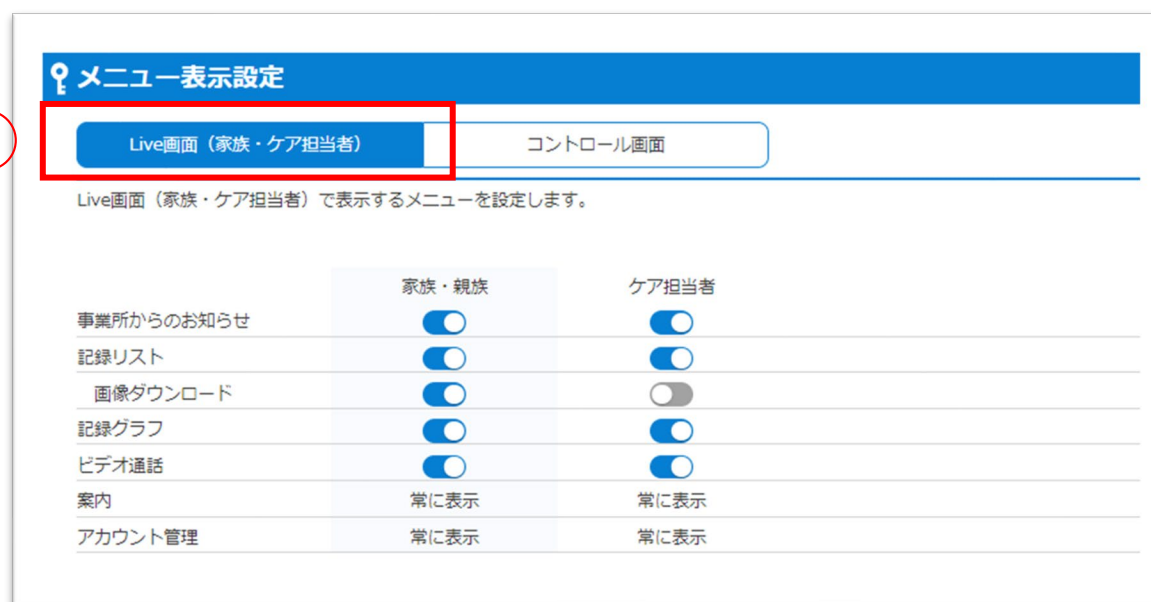 メニュー表示設定
Live画面（家族・ケア担当者） コントロール画面
Live画面（家族・ケア担当者）で表示するメニューを設定します。
家族・親族 ケア担当者
事業所からのお知らせ
記録リスト
画像ダウンロード
記録グラフ
ビデオ通話
案内 常に表示 常に表示
アカウント管理 常に表示 常に表示